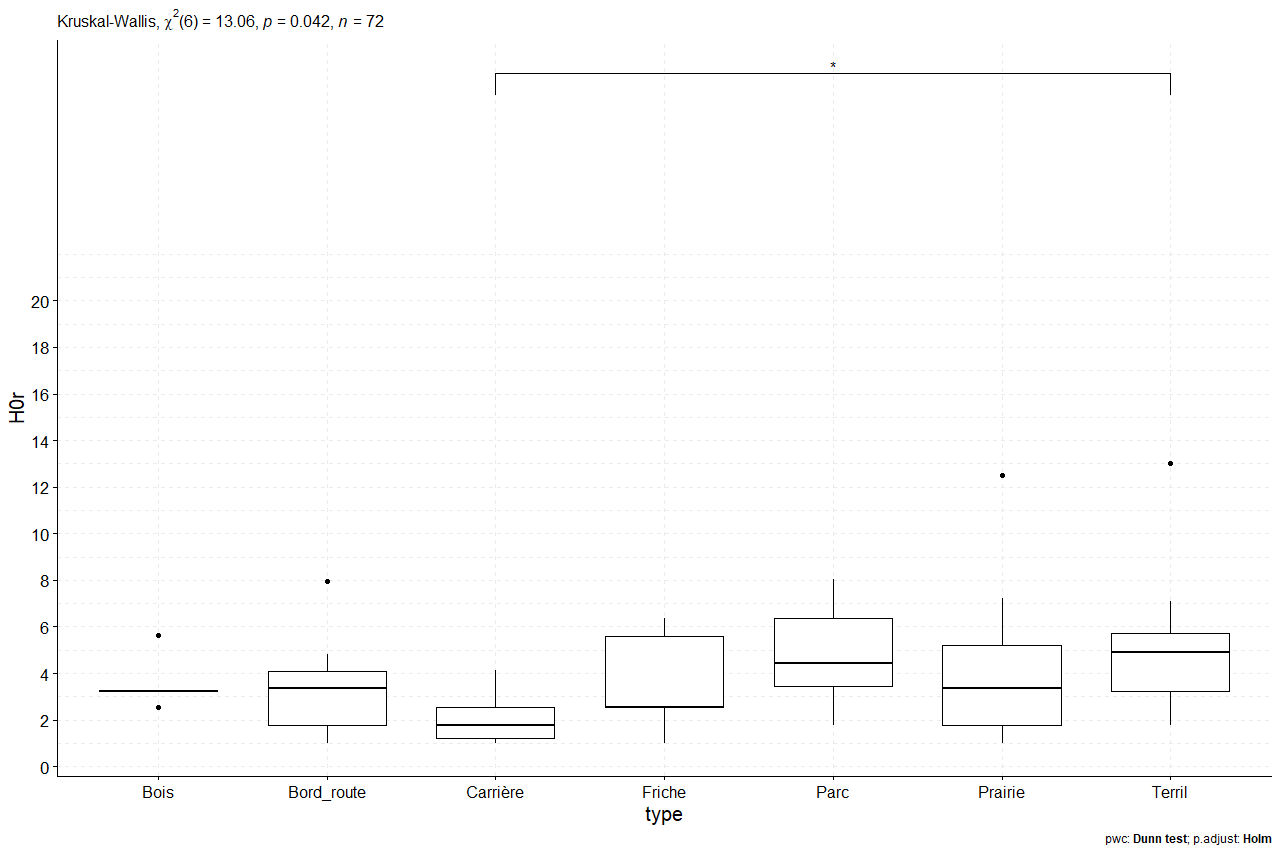 Kruskal-Wallis, χ²(6) = 13.06, p = 0.042, n = 72
*
20
18
16
14
12
10
8
6
4
2
0
H0r
Bois Bord_route Carrière Friche Parc Prairie Terril
type
pwc: Dunn test; p.adjust: Holm